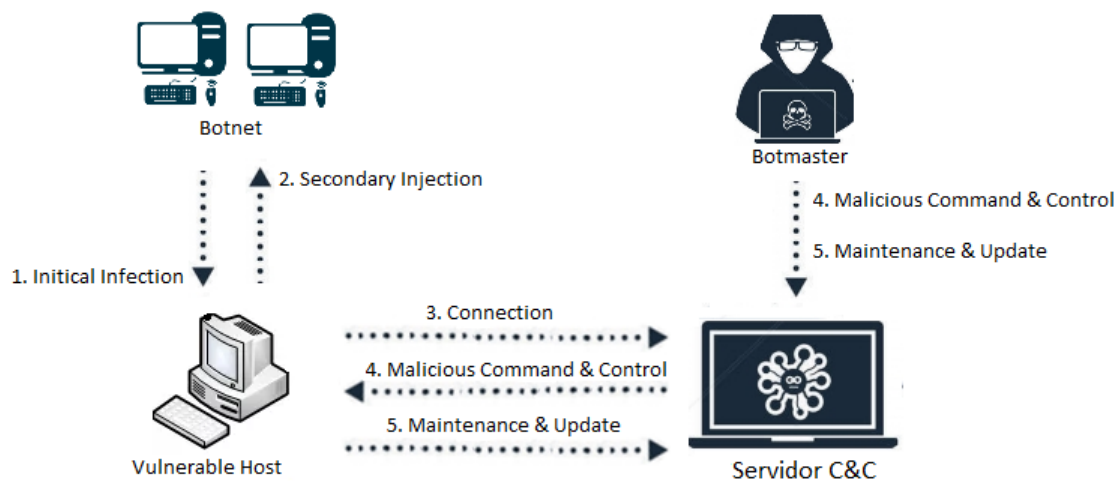 Botnet
Botmaster
2. Secondary Injection
4. Malicious Command & Control
5. Maintenance & Update
1. Initical Infection
3. Connection
4. Malicious Command & Control
5. Maintenance & Update
Vulnerable Host
Servidor C&C